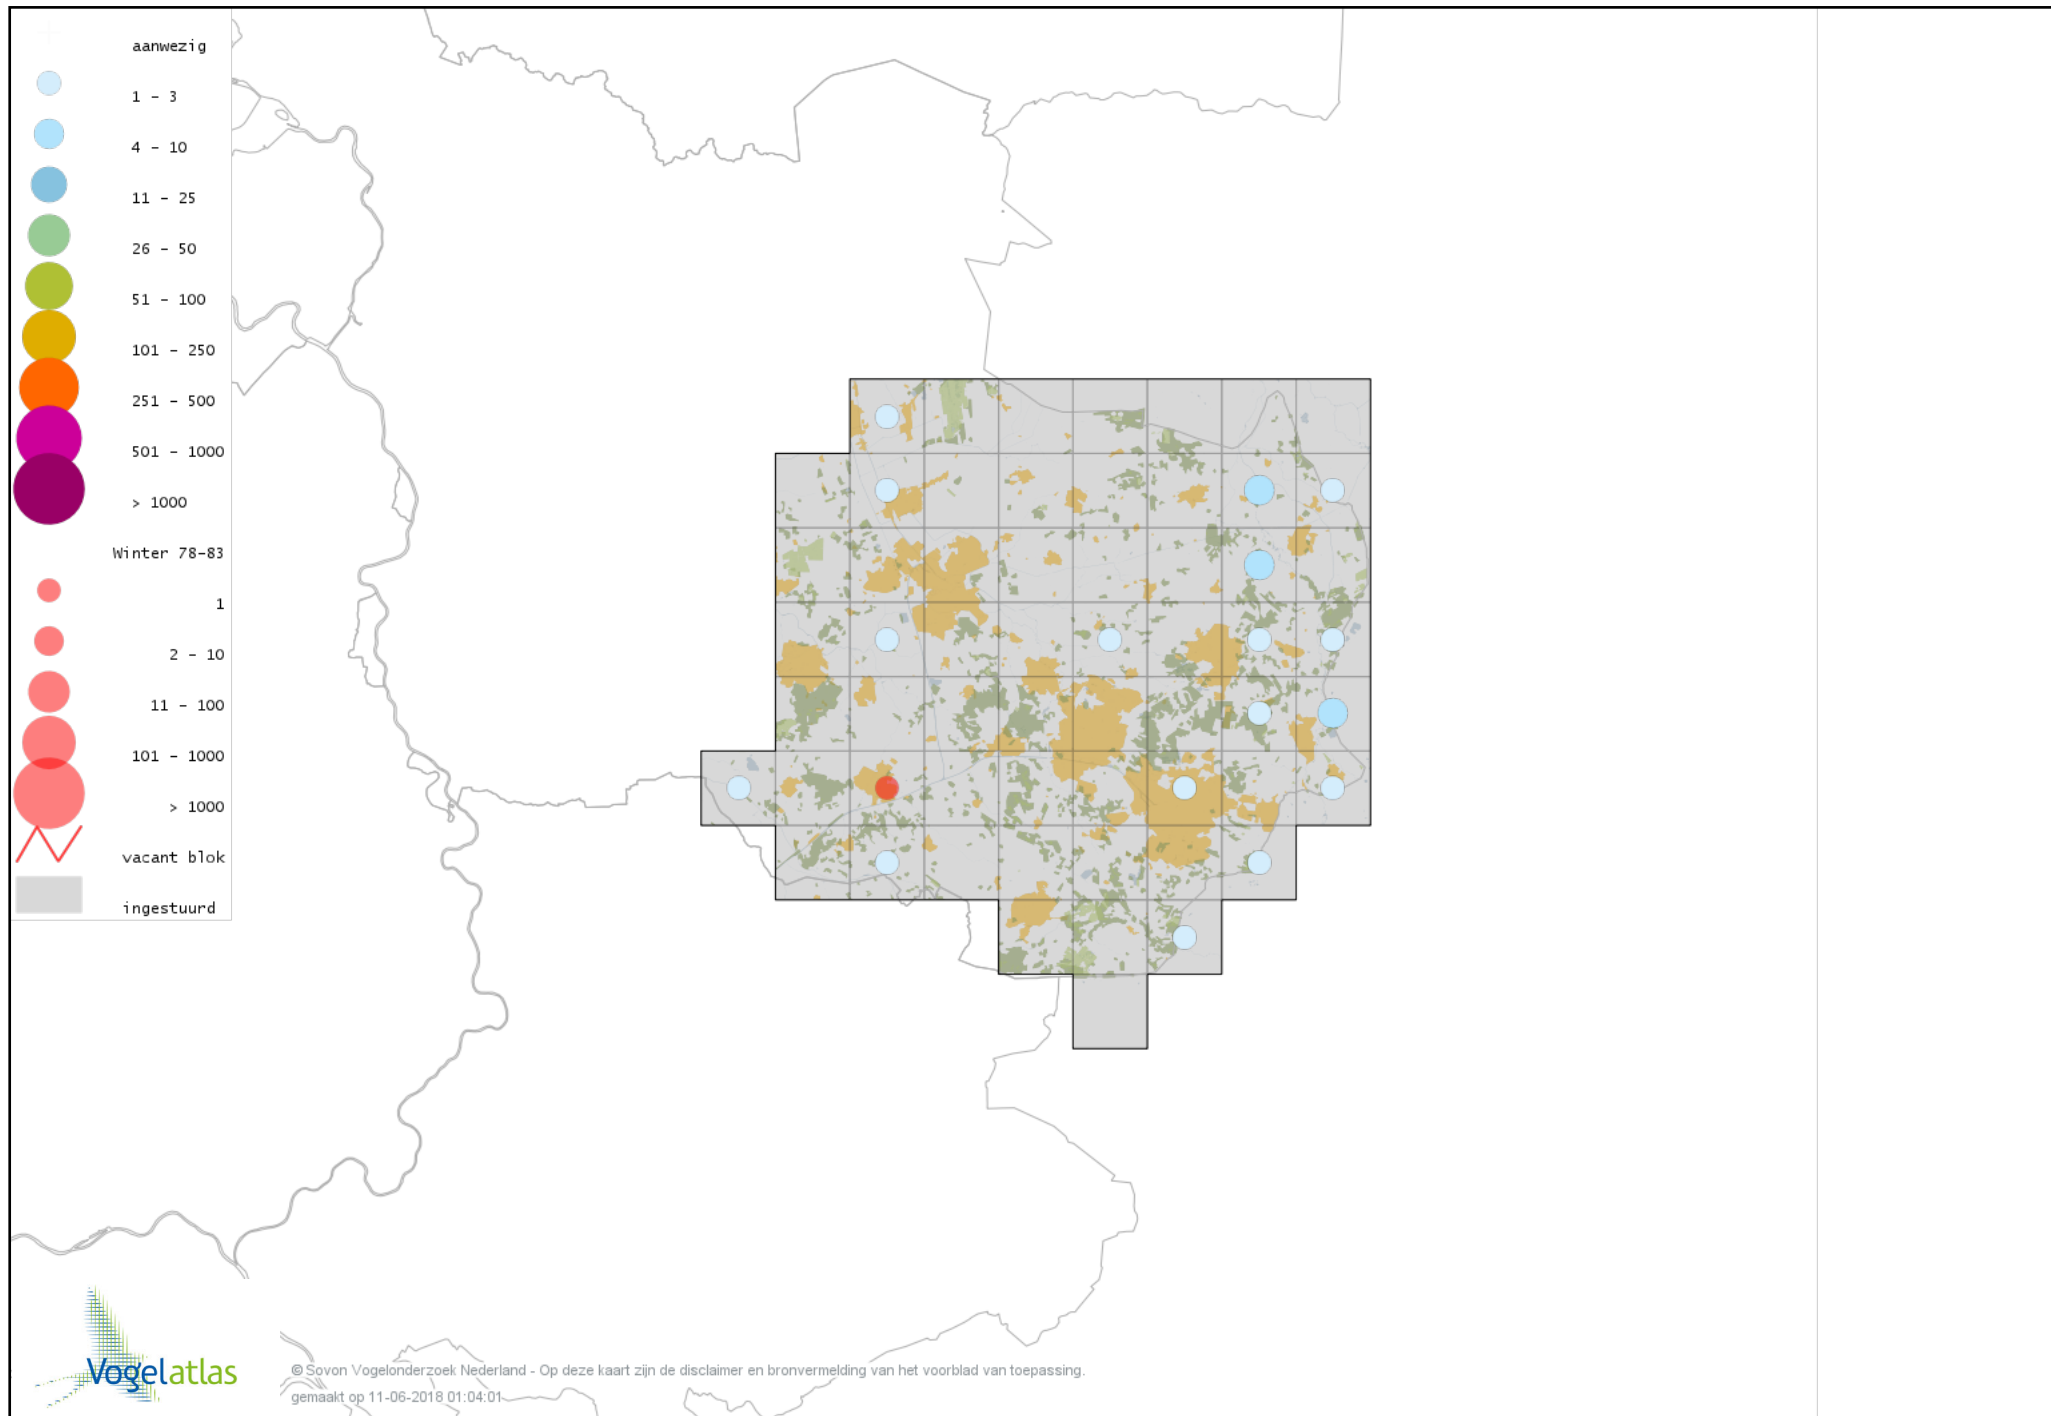 aanwezig
1 - 3
4 - 10
11 - 25
26 - 50
51 - 100
101 - 250
251 - 500
501 - 1000
> 1000
Winter 78-83
1
2 - 10
11 - 100
101 - 1000
> 1000
vacant blok
ingestuurd
Vogelatlas
© Sovon Vogelonderzoek Nederland - Op deze kaart zijn de disclaimer en bronvermelding van het voorblad van toepassing.
gemaakt op 11-06-2018 01:04:01